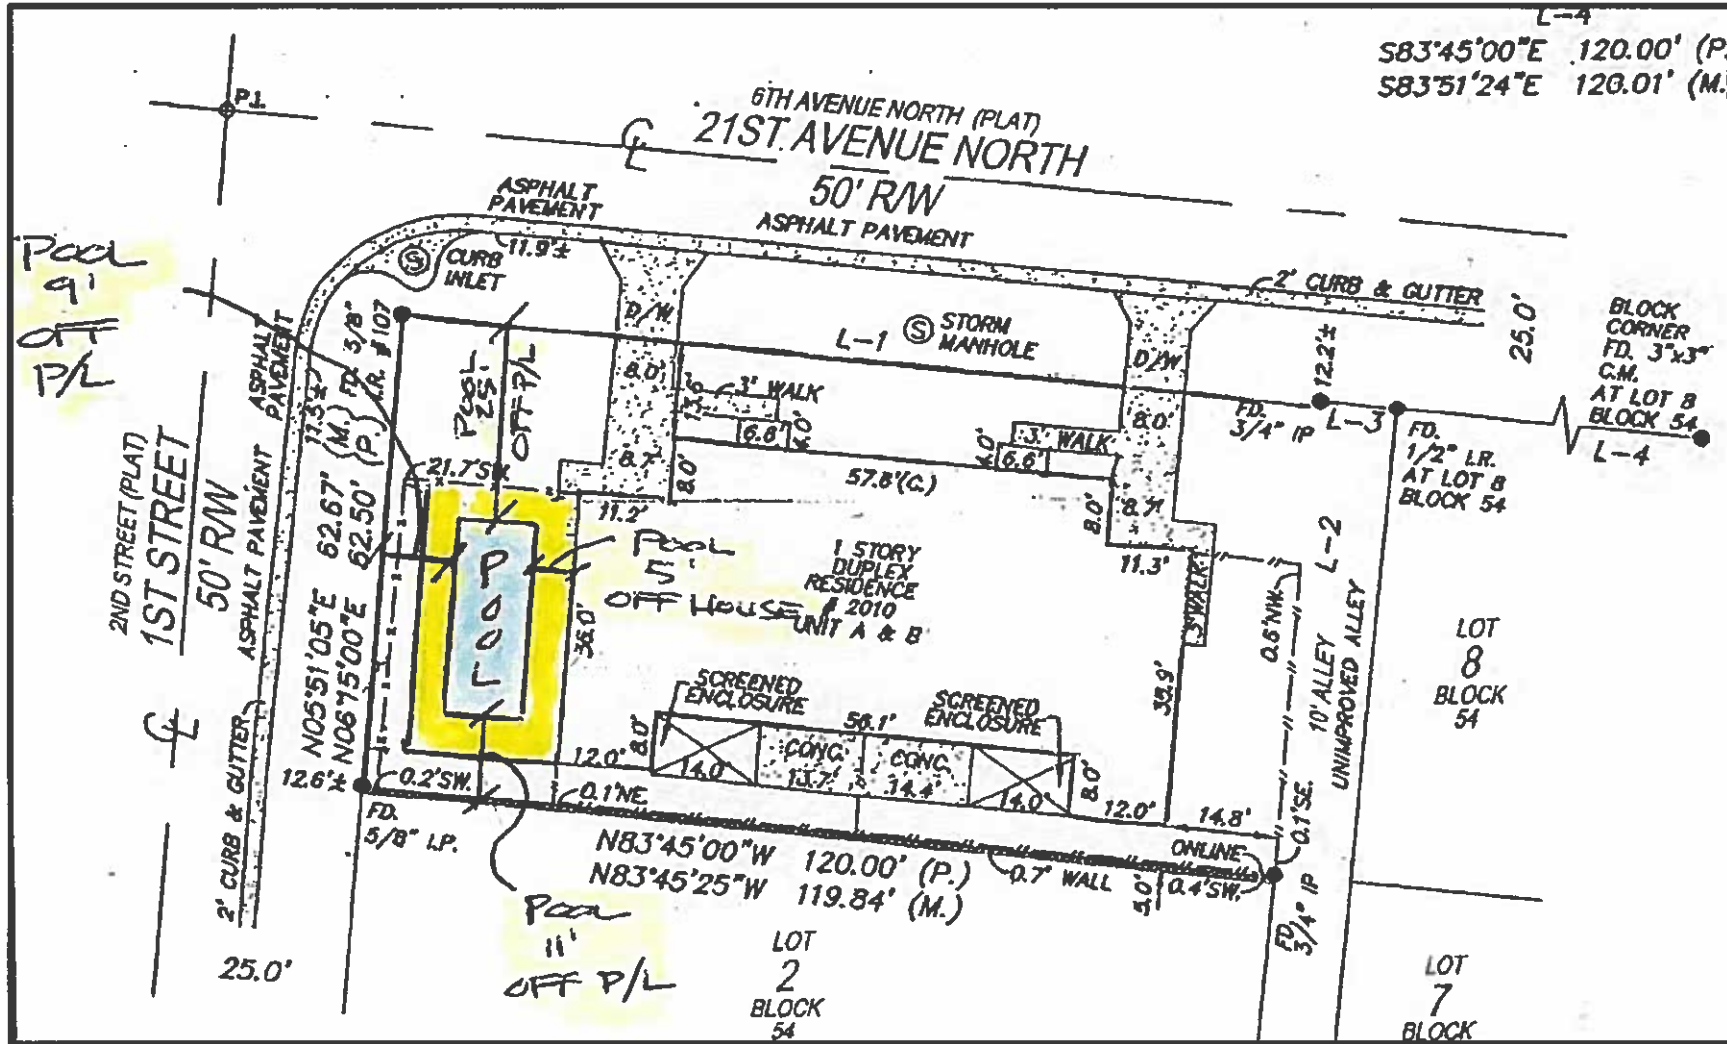 L-4
S83°45'00"E 120.00' (P.
S83°51'24"E 120.01' (M.)
P.I.
6TH AVENUE NORTH (PLAT)
21ST. AVENUE NORTH
50' R/W
ASPHALT PAVEMENT
C
L
ASPHALT
PAVEMENT
11.9'±
S
CURB
INLET
2' CURB & GUTTER
25.0'
BLOCK
CORNER
FD. 3"x3"
C.M.
AT LOT 8
BLOCK 54
L-4
POOL
9'
OFF
P/L
ASPHALT
PAVEMENT
11.3'±
FD. 3/8"
I.R. #107
POOL
25'
OFF P/L
D/W
8.0'
L-1
S
STORM
MANHOLE
D/W
8.0'
12.2'±
FD.
3/4" IP
L-3
FD.
1/2" I.R.
AT LOT 8
BLOCK 54
3' WALK
6.6'
4.0'
8.7'
8.0'
11.2'
57.8'(C.)
3' WALK
6.6'
4.0'
8.0'
8.7'
11.3'
3' WALK
21.7'SW.
2ND STREET (PLAT)
1ST STREET
50' R/W
ASPHALT PAVEMENT
N05°51'05"E 62.67' (M.)
N06°15'00"E 62.50' (P.)
POOL
POOL
5'
OFF HOUSE
1 STORY
DUPLEX
RESIDENCE
# 2010
UNIT A & B
36.0'
35.9'
0.6'NW.
L-2
10' ALLEY
UNIMPROVED ALLEY
LOT
8
BLOCK
54
C
L
2' CURB & GUTTER
12.6'±
0.2'SW.
FD.
5/8" I.P.
0.1'NE.
12.0'
8.0'
SCREENED
ENCLOSURE
14.0'
56.1'
CONC.
13.7'
CONC.
14.4'
SCREENED
ENCLOSURE
14.0'
8.0'
12.0'
14.8'
0.1'SE.
ONLINE
0.4'SW.
N83°45'00"W 120.00' (P.)
N83°45'25"W 119.84' (M.)
0.7' WALL
5.0'
FD.
3/4" IP
25.0'
POOL
11'
OFF P/L
LOT
2
BLOCK
54
LOT
7
BLOCK